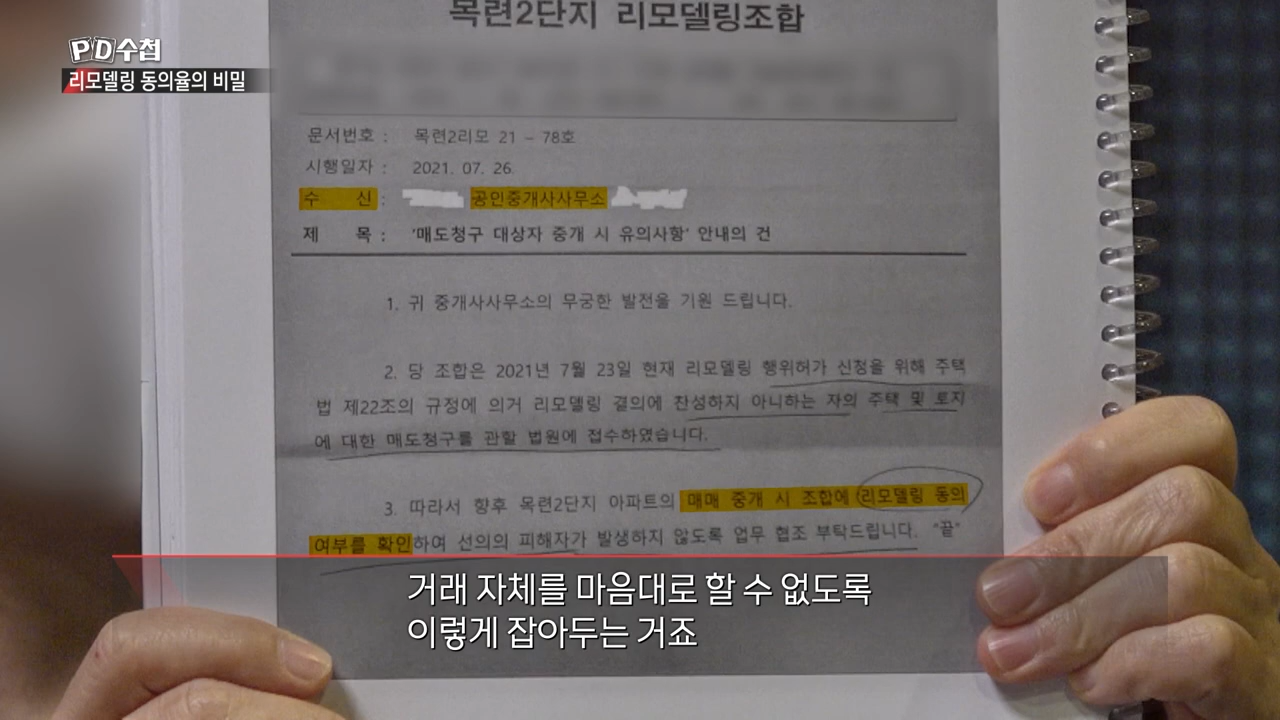 목련2단지 리모델링조합
PD수첩
리모델링 동의율의 비밀
문서번호 : 목련2리모 21 - 78호
시행일자 : 2021. 07. 26.
수 신 : 공인중개사사무소
제 목 : '매도청구 대상자 중개 시 유의사항' 안내의 건
1. 귀 중개사사무소의 무궁한 발전을 기원 드립니다.
2. 당 조합은 2021년 7월 23일 현재 리모델링 행위허가 신청을 위해 주택
법 제22조의 규정에 의거 리모델링 결의에 찬성하지 아니하는 자의 주택 및 토지
에 대한 매도청구를 관할 법원에 접수하였습니다.
3. 따라서 향후 목련2단지 아파트의 매매 중개 시 조합에 리모델링 동의
여부를 확인하여 선의의 피해자가 발생하지 않도록 업무 협조 부탁드립니다. "끝"
거래 자체를 마음대로 할 수 없도록
이렇게 잡아두는 거죠